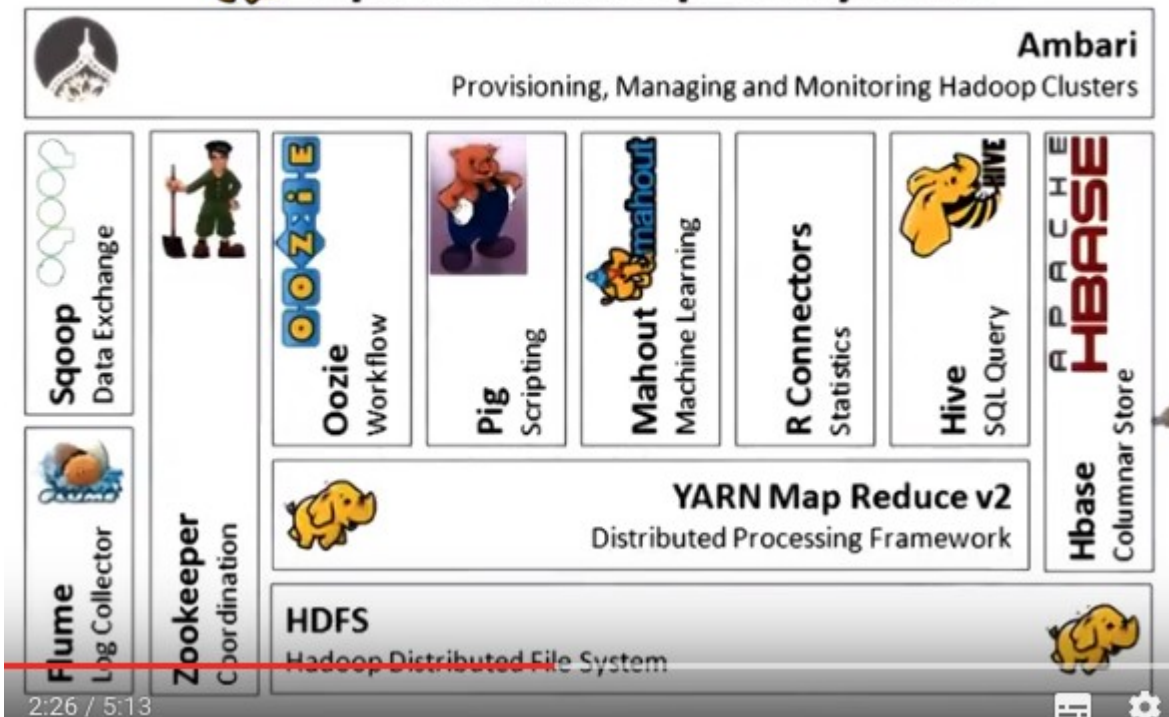 Ambari
Provisioning, Managing and Monitoring Hadoop Clusters
sqoop
Sqoop
Data Exchange
Flume
Log Collector
Zookeeper
Coordination
OOZIE
Oozie
Workflow
Pig
Scripting
mahout
Mahout
Machine Learning
R Connectors
Statistics
HIVE
Hive
SQL Query
APACHE
HBASE
Hbase
Columnar Store
YARN Map Reduce v2
Distributed Processing Framework
HDFS
Hadoop Distributed File System
2:26 / 5:13